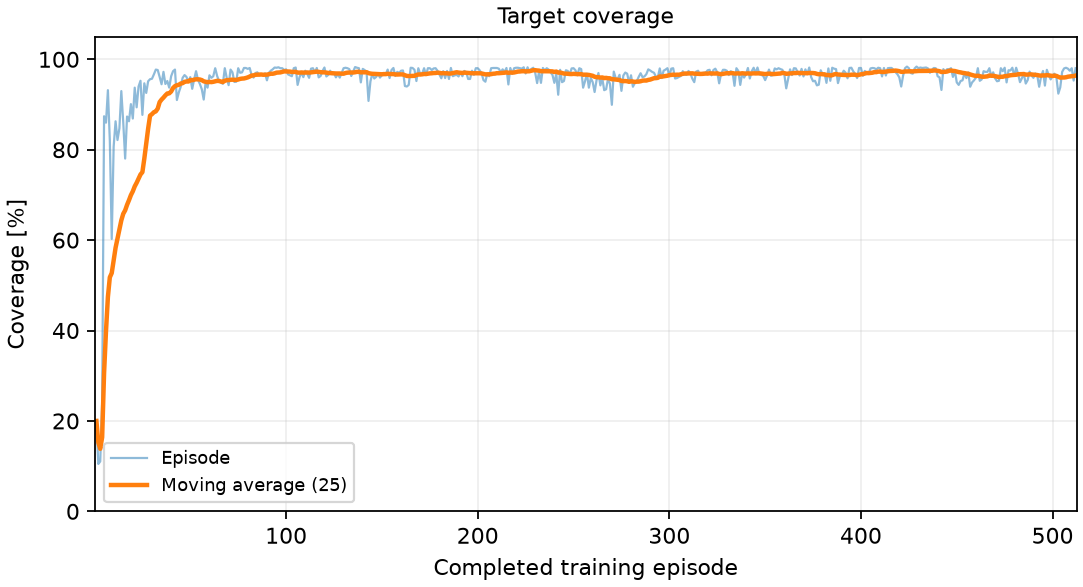 Target coverage
Coverage [%]
100
80
60
40
20
0
Episode
Moving average (25)
100
200
300
400
500
Completed training episode